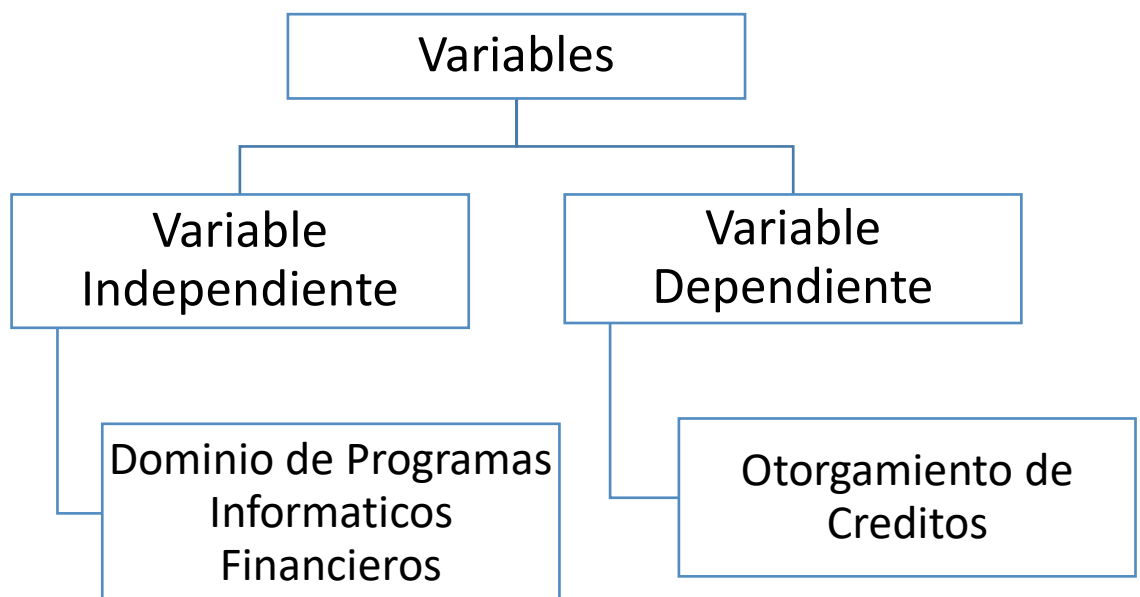 Variables
Variable
Independiente
Variable
Dependiente
Dominio de Programas
Informaticos
Financieros
Otorgamiento de
Creditos